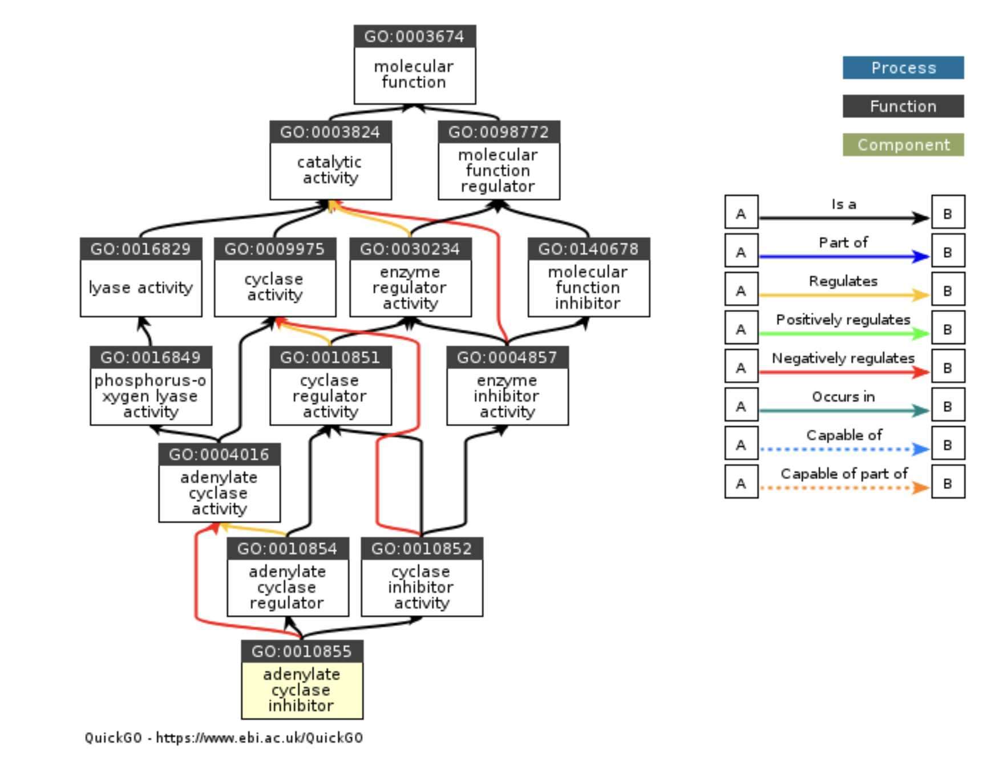 GO:0003674
molecular
function
GO:0003824
catalytic
activity
GO:0098772
molecular
function
regulator
GO:0016829
lyase activity
GO:0009975
cyclase
activity
GO:0030234
enzyme
regulator
activity
GO:0140678
molecular
function
inhibitor
GO:0016849
phosphorus-o
xygen lyase
activity
GO:0010851
cyclase
regulator
activity
GO:0004857
enzyme
inhibitor
activity
GO:0004016
adenylate
cyclase
activity
GO:0010854
adenylate
cyclase
regulator
GO:0010852
cyclase
inhibitor
activity
GO:0010855
adenylate
cyclase
inhibitor
QuickGO - https://www.ebi.ac.uk/QuickGO
Process
Function
Component
A Is a B
A Part of B
A Regulates B
A Positively regulates B
A Negatively regulates B
A Occurs in B
A Capable of B
A Capable of part of B